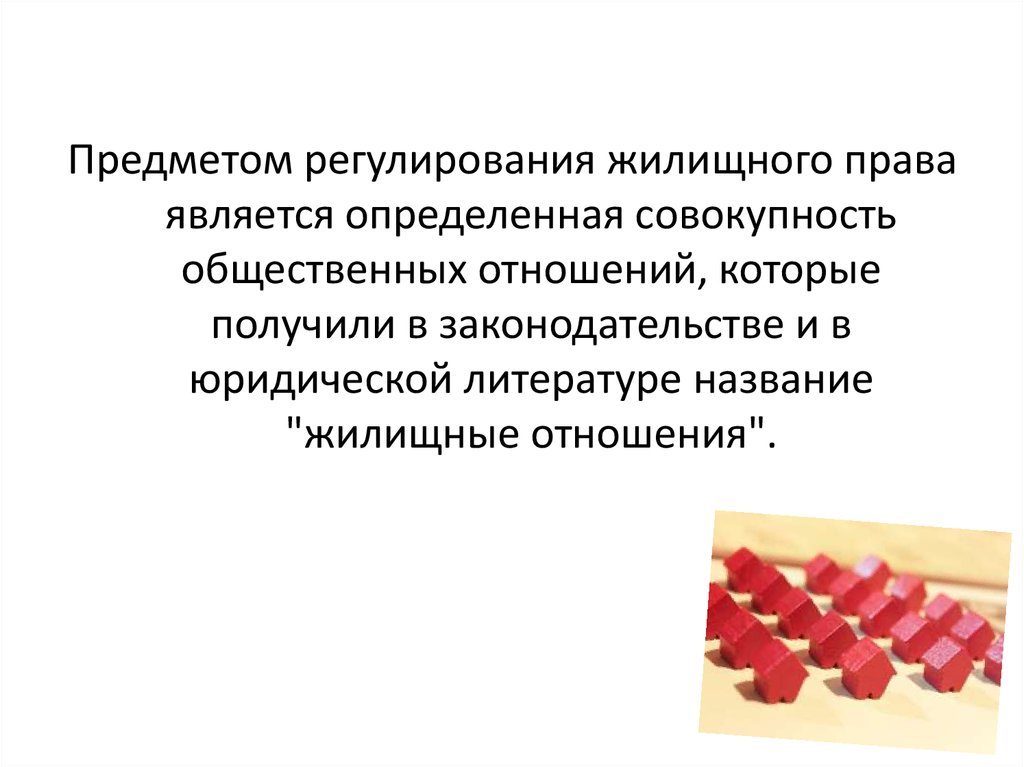 Предметом регулирования жилищного права
является определенная совокупность
общественных отношений, которые
получили в законодательстве и в
юридической литературе название
"жилищные отношения".